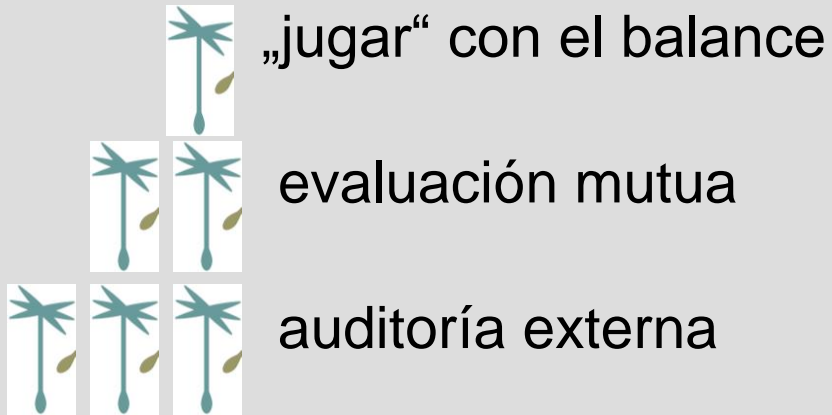 „jugar“ con el balance
evaluación mutua
auditoría externa